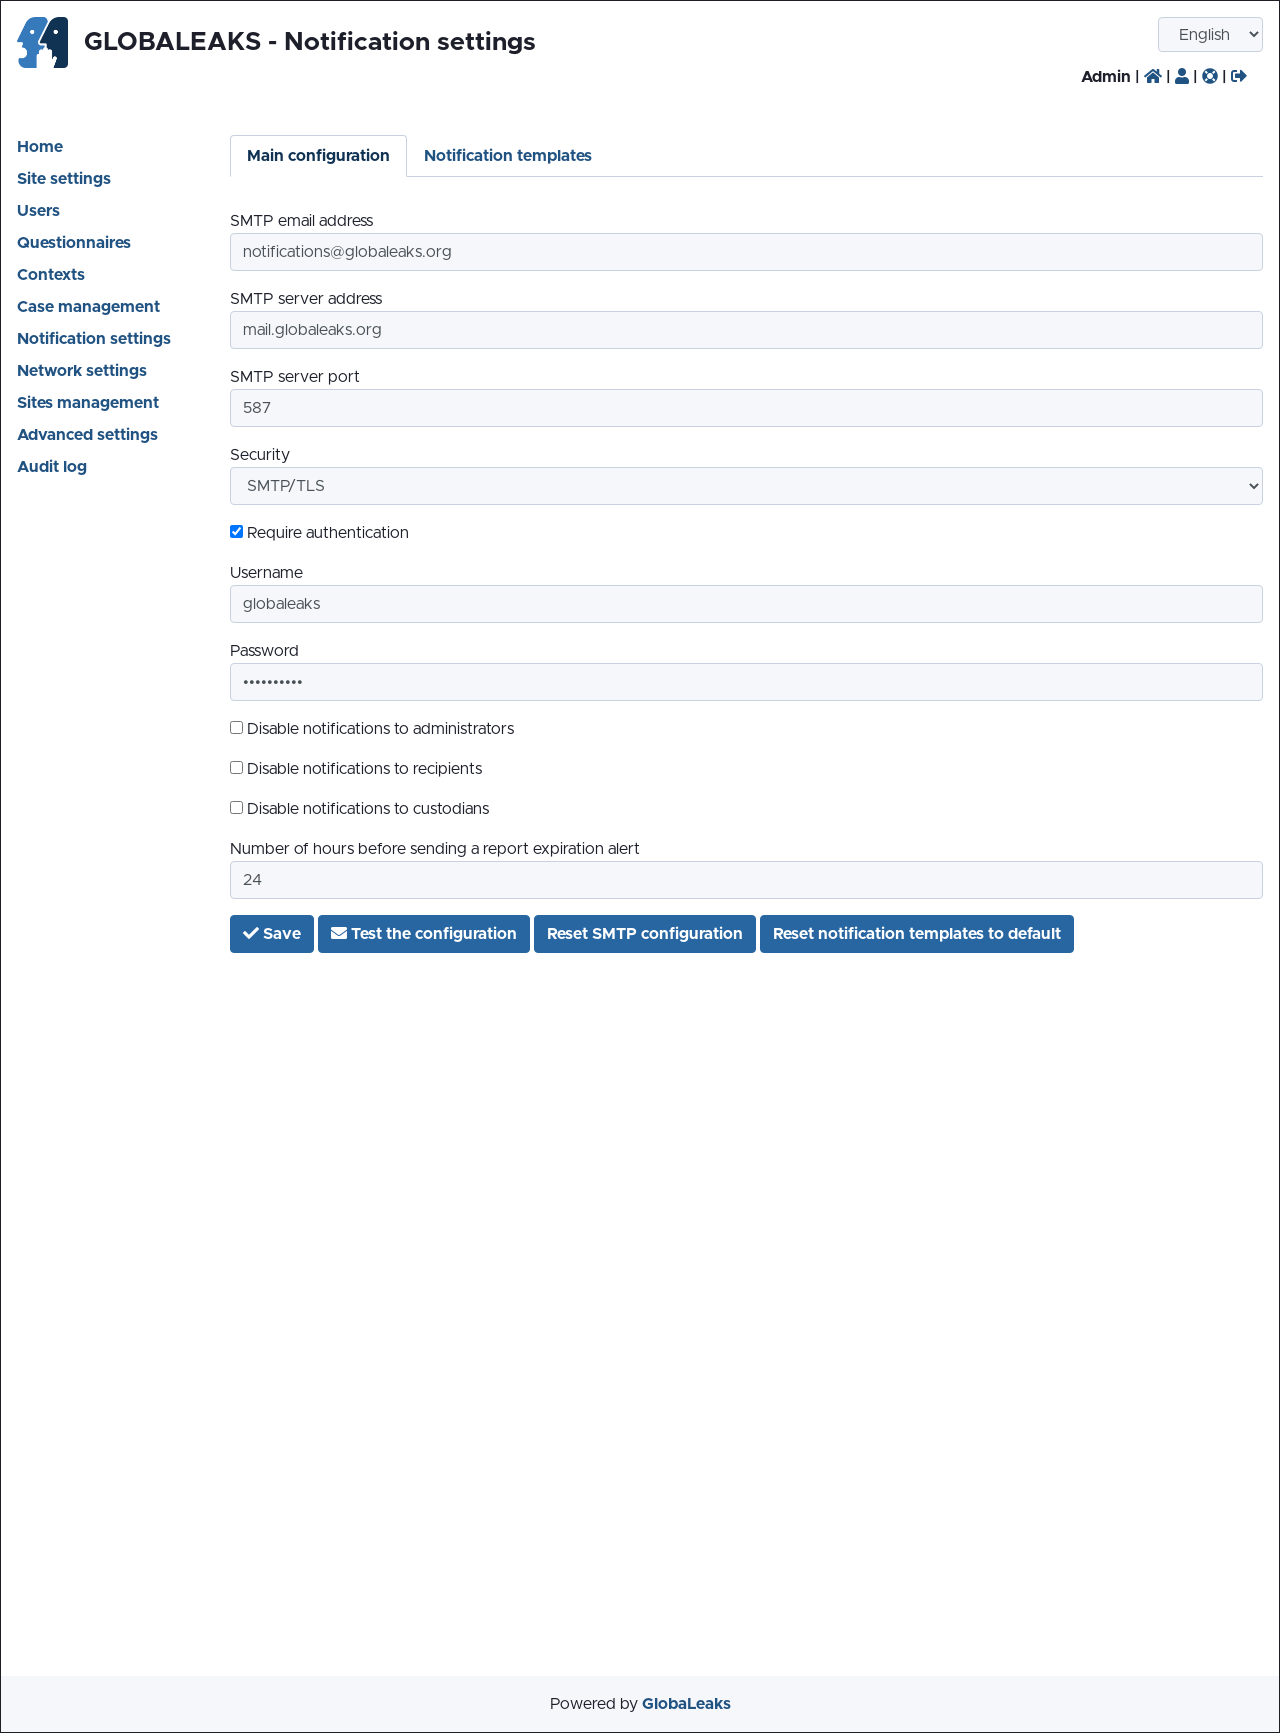 GLOBALEAKS - Notification settings
English
Admin | | | |
Home
Site settings
Users
Questionnaires
Contexts
Case management
Notification settings
Network settings
Sites management
Advanced settings
Audit log
Main configuration
Notification templates
SMTP email address
notifications@globaleaks.org
SMTP server address
mail.globaleaks.org
SMTP server port
587
Security
SMTP/TLS
Require authentication
Username
globaleaks
Password
••••••••••
Disable notifications to administrators
Disable notifications to recipients
Disable notifications to custodians
Number of hours before sending a report expiration alert
24
Save
Test the configuration
Reset SMTP configuration
Reset notification templates to default
Powered by GlobaLeaks